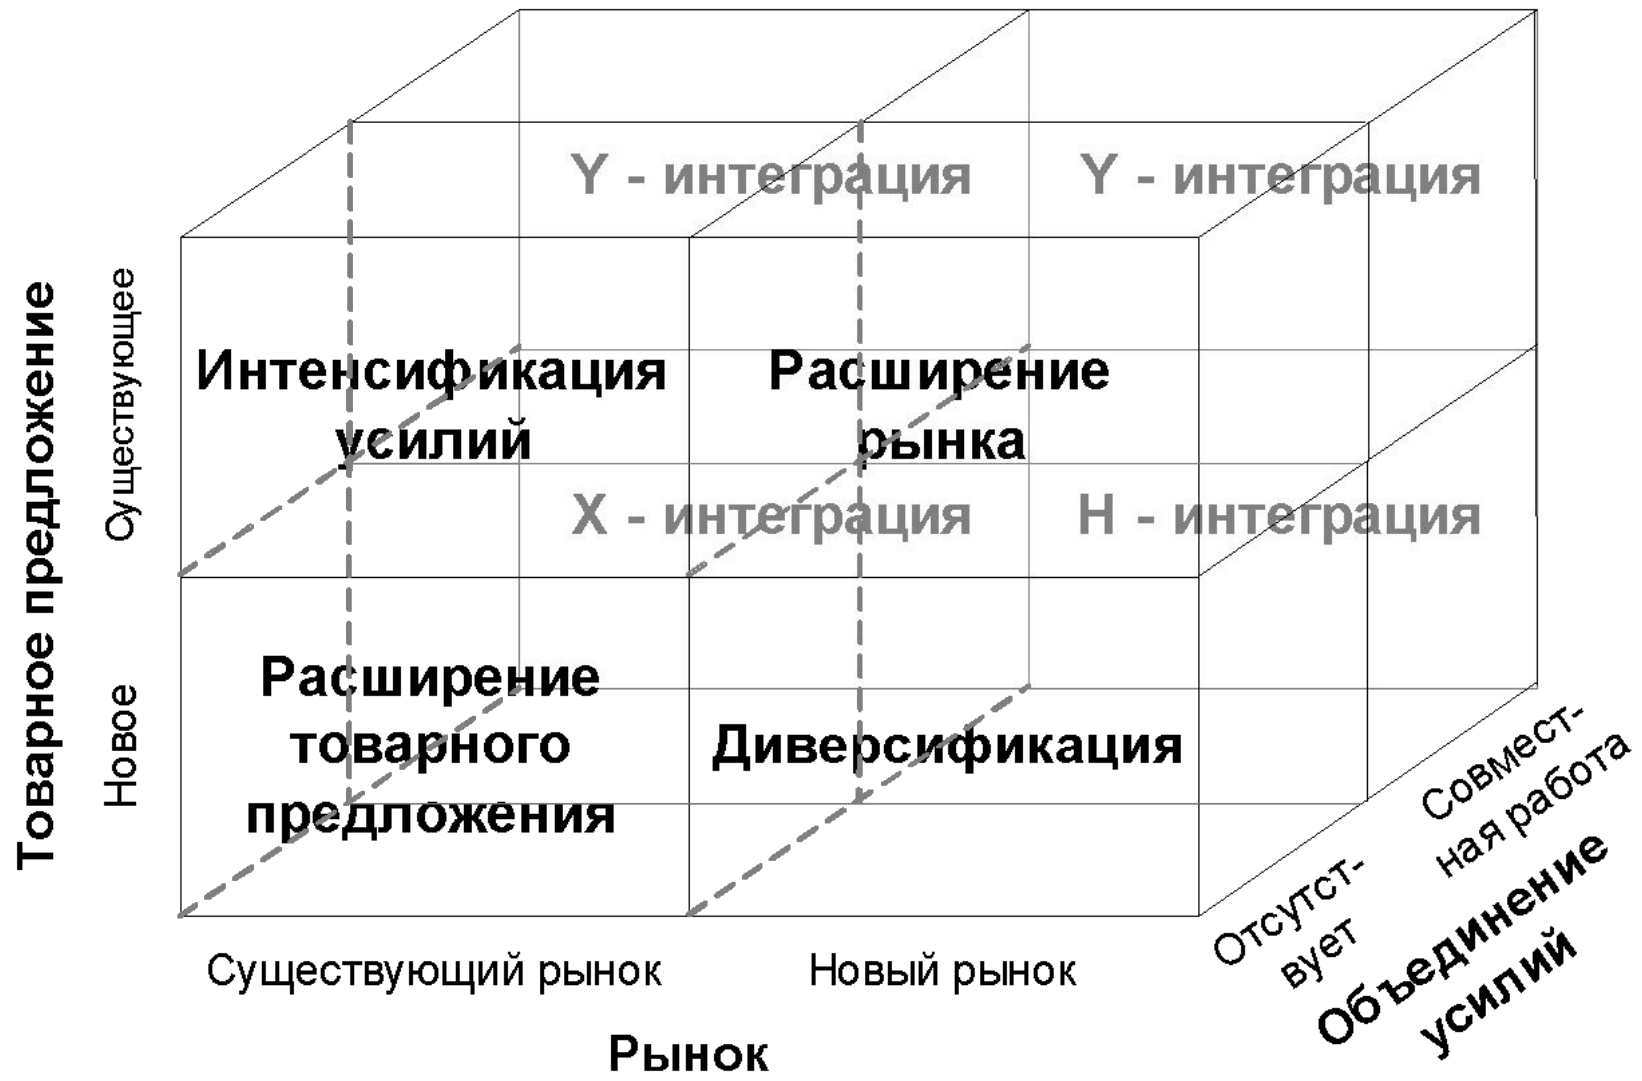 Y - интеграция
Y - интеграция
Интенсификация
усилий
Расширение
рынка
X - интеграция
Н - интеграция
Расширение
товарного
предложения
Диверсификация
Товарное предложение
Существующее
Новое
Существующий рынок
Новый рынок
Рынок
Отсутст-
вует
Совмест-
ная работа
Объединение
усилий